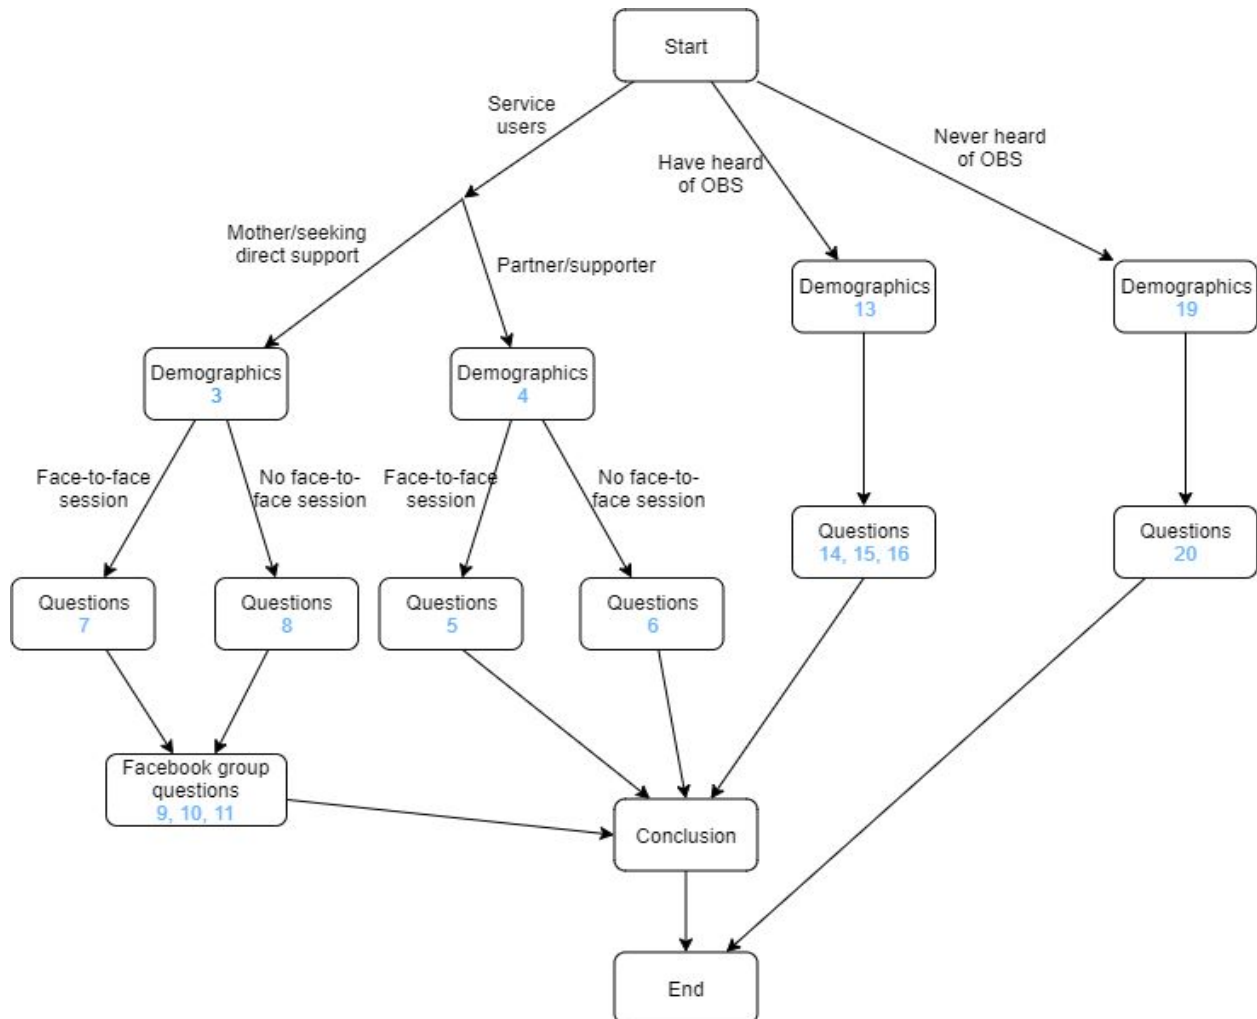 Start
Service
users
Never heard
of OBS
Have heard
of OBS
Mother/seeking
direct support
Partner/supporter
Demographics
13
Demographics
19
Demographics
3
Demographics
4
Face-to-face
session
No face-to-
face session
Face-to-face
session
No face-to-
face session
Questions
14, 15, 16
Questions
20
Questions
7
Questions
8
Questions
5
Questions
6
Facebook group
questions
9, 10, 11
Conclusion
End